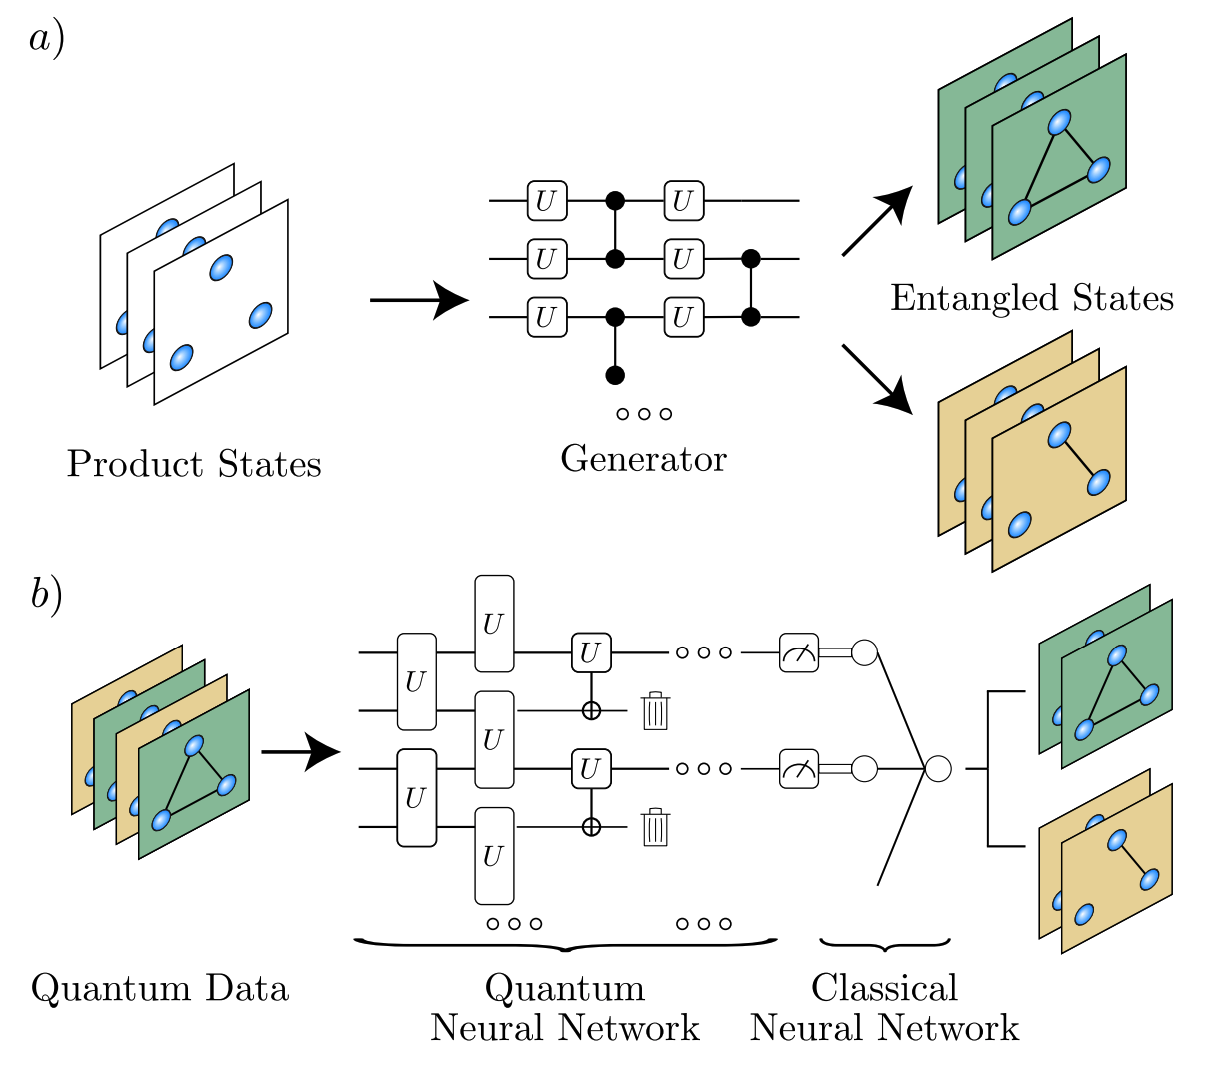 a)
U U
U U
U U
Product States
Generator
Entangled States
b)
U
U
U
U
U
U
U
Quantum Data
Quantum
Neural Network
Classical
Neural Network